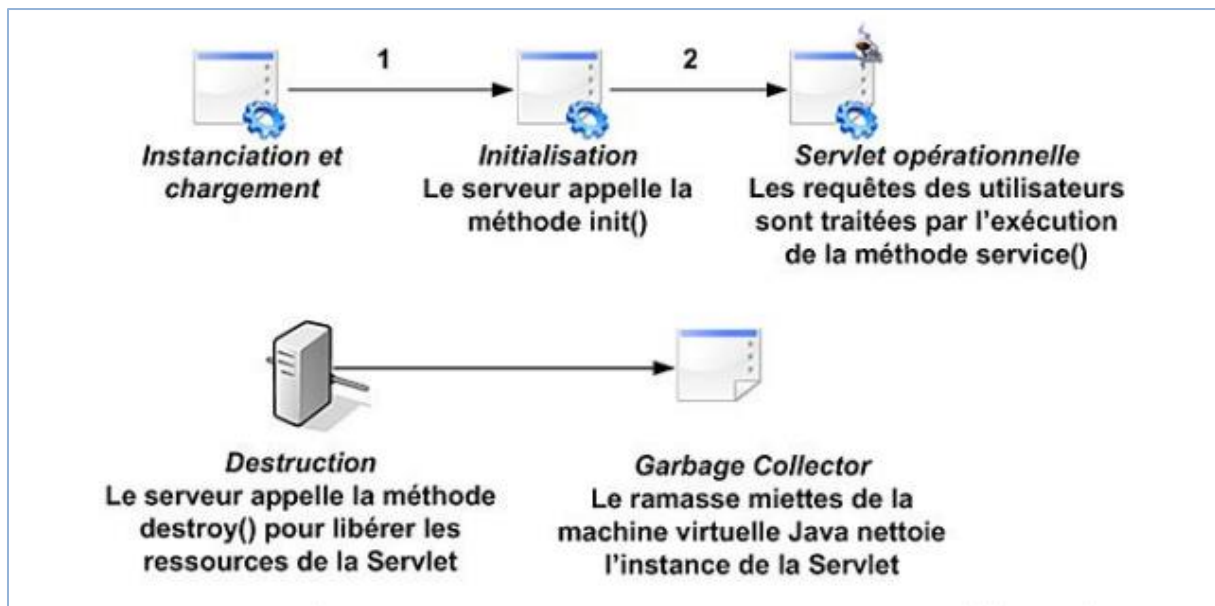 1
2
Instanciation et
chargement
Initialisation
Le serveur appelle la
méthode init()
Servlet opérationnelle
Les requêtes des utilisateurs
sont traitées par l'exécution
de la méthode service()
Destruction
Le serveur appelle la méthode
destroy() pour libérer les
ressources de la Servlet
Garbage Collector
Le ramasse miettes de la
machine virtuelle Java nettoie
l'instance de la Servlet